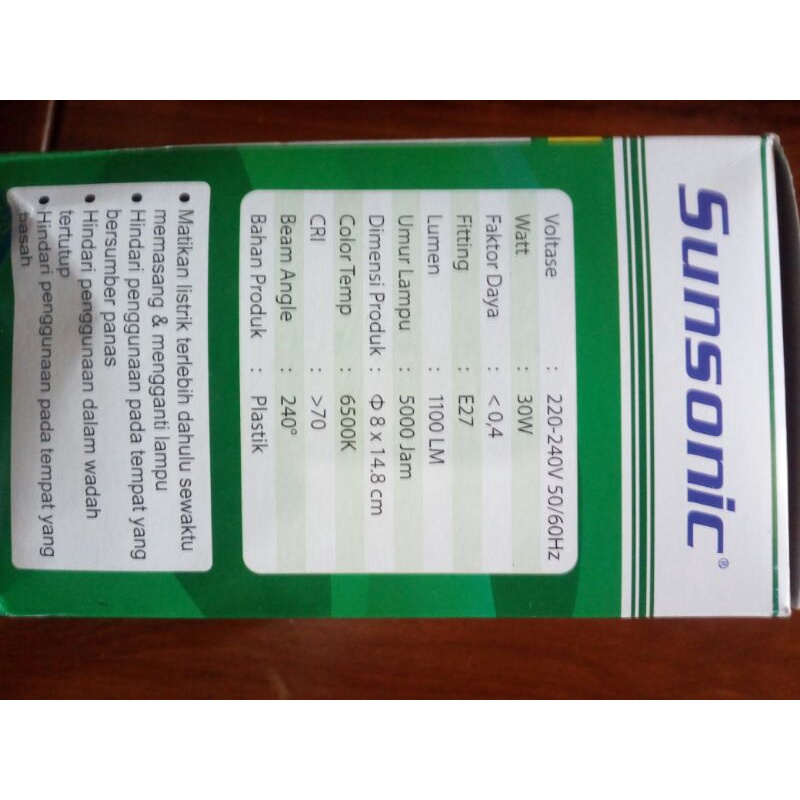 Sunsonic®
Voltase : 220-240V 50/60Hz
Watt : 30W
Faktor Daya : < 0,4
Fitting : E27
Lumen : 1100 LM
Umur Lampu : 5000 Jam
Dimensi Produk : Φ 8 x 14.8 cm
Color Temp : 6500K
CRI : >70
Beam Angle : 240°
Bahan Produk : Plastik
• Matikan listrik terlebih dahulu sewaktu
memasang & mengganti lampu
• Hindari penggunaan pada tempat yang
bersumber panas
• Hindari penggunaan dalam wadah
tertutup
• Hindari penggunaan pada tempat yang
basah